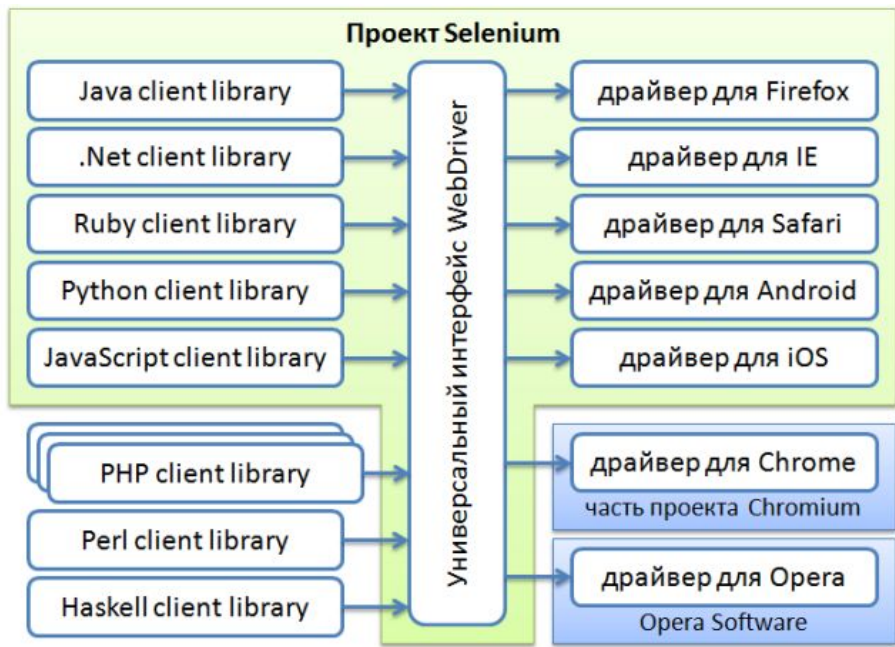 Проект Selenium
Java client library
.Net client library
Ruby client library
Python client library
JavaScript client library
PHP client library
Perl client library
Haskell client library
Универсальный интерфейс WebDriver
драйвер для Firefox
драйвер для IE
драйвер для Safari
драйвер для Android
драйвер для iOS
драйвер для Chrome
часть проекта Chromium
драйвер для Opera
Opera Software